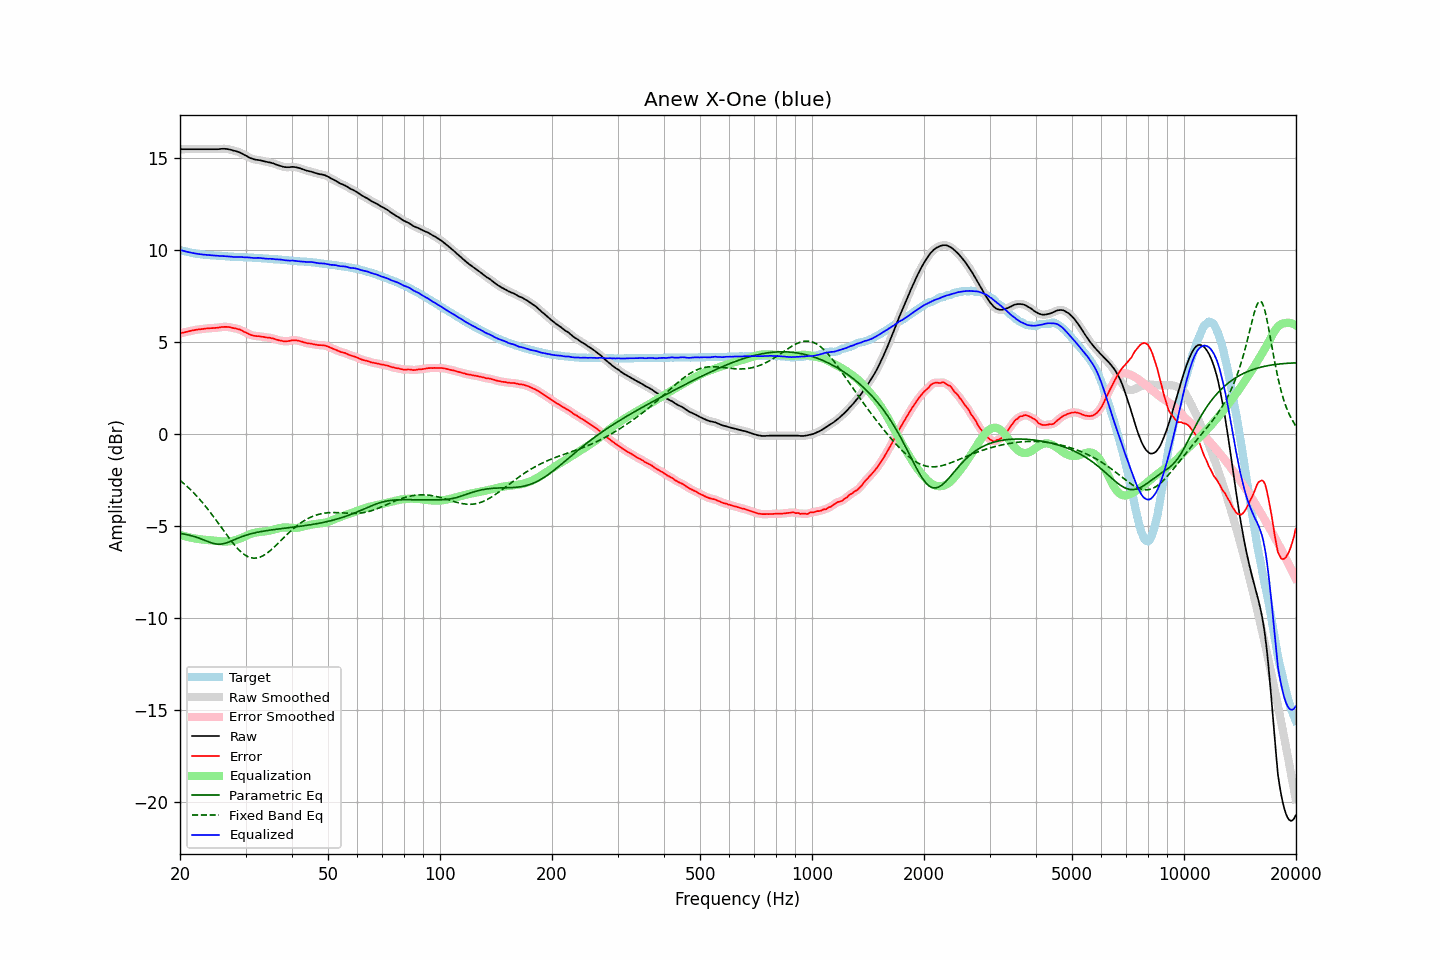 Anew X-One (blue)
Amplitude (dBr)
15
10
5
0
−5
−10
−15
−20
Target
Raw Smoothed
Error Smoothed
Raw
Error
Equalization
Parametric Eq
Fixed Band Eq
Equalized
20 50 100 200 500 1000 2000 5000 10000 20000
Frequency (Hz)